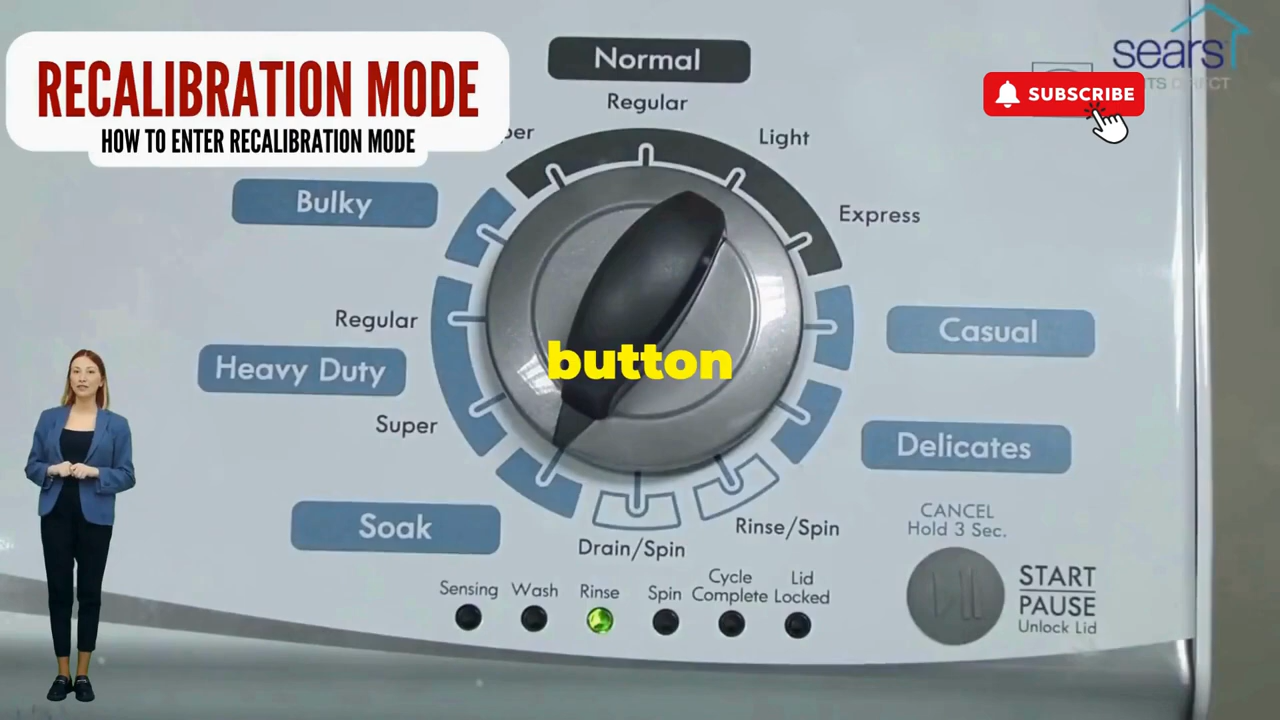 RECALIBRATION MODE
HOW TO ENTER RECALIBRATION MODE
Normal
Regular
sears
SUBSCRIBE
Light
Bulky
Express
Regular
Casual
button
Heavy Duty
Super
Delicates
Soak
CANCEL
Hold 3 Sec.
Rinse/Spin
Drain/Spin
Sensing
Wash
Rinse
Spin
Cycle
Complete
Lid
Locked
START
PAUSE
Unlock Lid